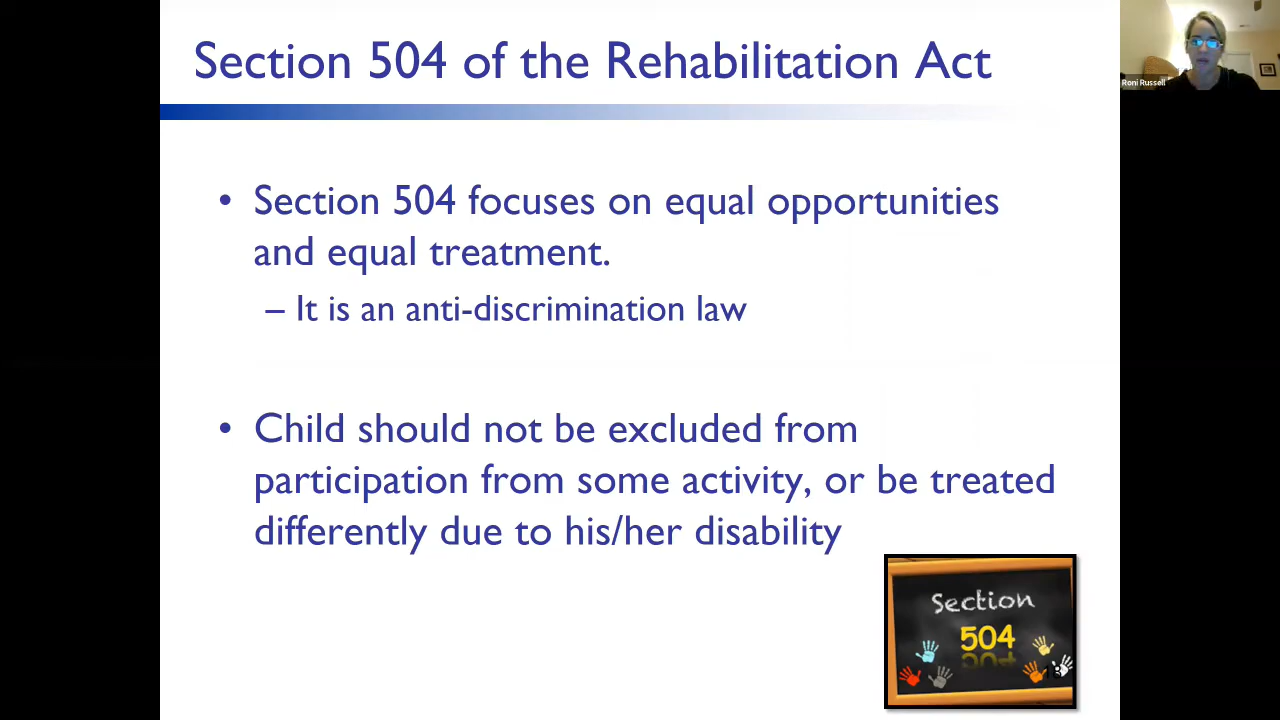 Section 504 of the Rehabilitation Act
Roni Russell
• Section 504 focuses on equal opportunities
and equal treatment.
– It is an anti-discrimination law
• Child should not be excluded from
participation from some activity, or be treated
differently due to his/her disability
Section
504